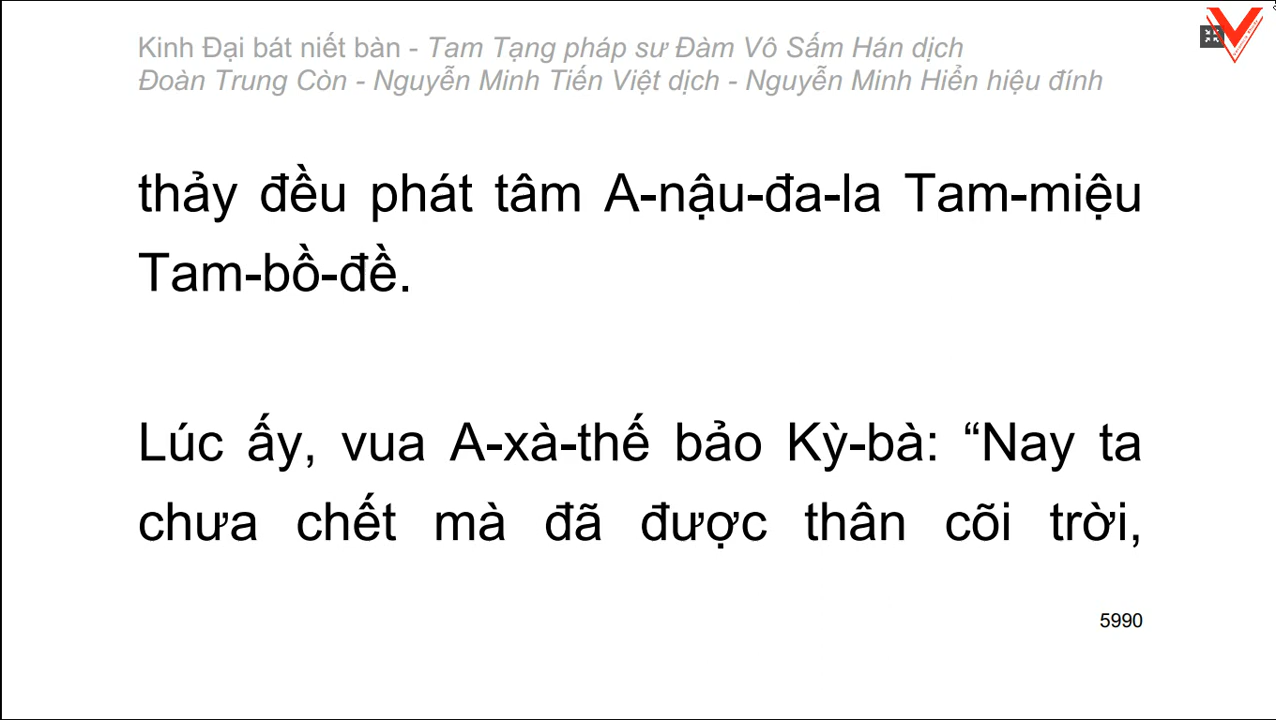 Kinh Đại bát niết bàn - Tam Tạng pháp sư Đàm Vô Sấm Hán dịch
Đoàn Trung Còn - Nguyễn Minh Tiến Việt dịch - Nguyễn Minh Hiển hiệu đính
thảy đều phát tâm A-nậu-đa-la Tam-miệu
Tam-bồ-đề.
Lúc ấy, vua A-xà-thế bảo Kỳ-bà: “Nay ta
chưa chết mà đã được thân cõi trời,
5990